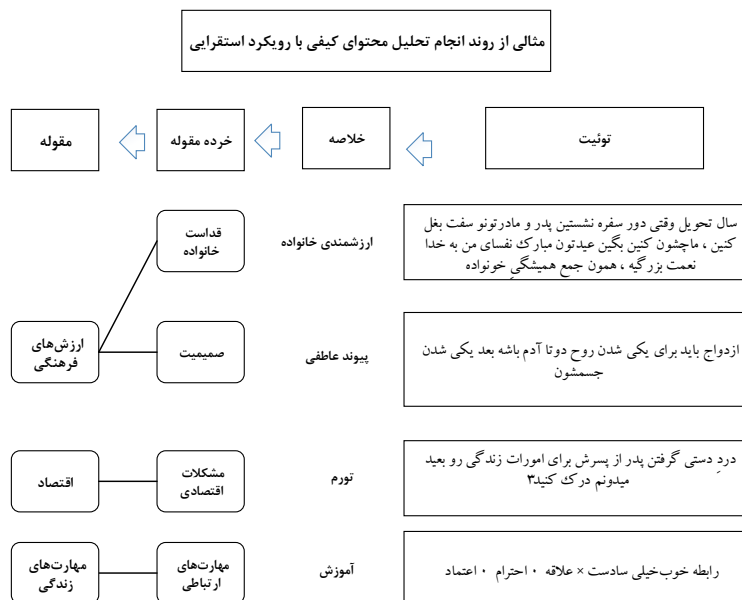 مثالی از روند انجام تحلیل محتوای کیفی با رویکرد استقرایی
توئیت
خلاصه
خرده مقوله
مقوله
سال تحویل وقتی دور سفره نشستین پدر و مادرتونو سفت بغل
کنین ، ماچشون کنین بگین عیدتون مبارک نفسای من به خدا
نعمت بزرگیه ، همون جمع همیشگیِ خونواده
ارزشمندی خانواده
قداست
خانواده
ازدواج باید برای یکی شدن روح دوتا آدم باشه بعد یکی شدن
جسمشون
پیوند عاطفی
صمیمیت
ارزش‌های
فرهنگی
دردِ دستی گرفتن پدر از پسرش برای امورات زندگی رو بعید
میدونم درک کنید۳
تورم
مشکلات
اقتصادی
اقتصاد
رابطه خوب‌خیلی سادست × علاقه ۰ احترام ۰ اعتماد
آموزش
مهارت‌های
ارتباطی
مهارت‌های
زندگی